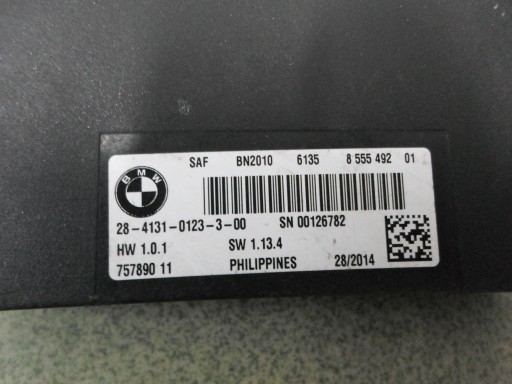 BMW
SAF BN2010 6135 8 555 492 01
28-4131-0123-3-00 SN 00126782
HW 1.0.1 SW 1.13.4
757890 11 PHILIPPINES 28/2014